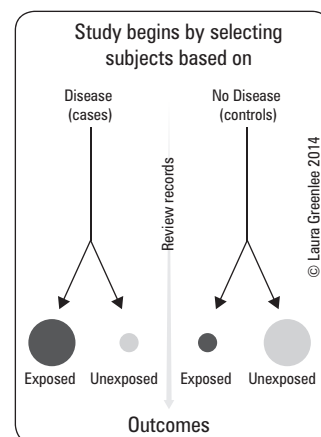 Study begins by selecting
subjects based on
Disease
(cases)
No Disease
(controls)
Review records
© Laura Greenlee 2014
Exposed
Unexposed
Exposed
Unexposed
Outcomes